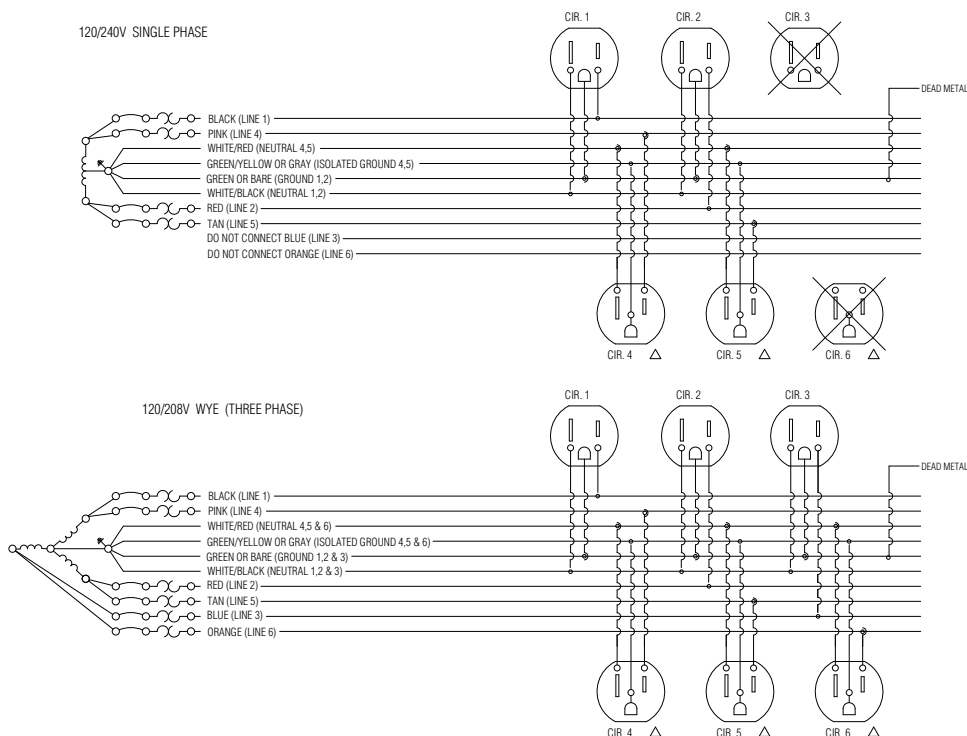 120/240V SINGLE PHASE
CIR. 1
CIR. 2
CIR. 3
DEAD METAL
BLACK (LINE 1)
PINK (LINE 4)
WHITE/RED (NEUTRAL 4,5)
GREEN/YELLOW OR GRAY (ISOLATED GROUND 4,5)
GREEN OR BARE (GROUND 1,2)
WHITE/BLACK (NEUTRAL 1,2)
RED (LINE 2)
TAN (LINE 5)
DO NOT CONNECT BLUE (LINE 3)
DO NOT CONNECT ORANGE (LINE 6)
CIR. 4
CIR. 5
CIR. 6
120/208V WYE (THREE PHASE)
CIR. 1
CIR. 2
CIR. 3
DEAD METAL
BLACK (LINE 1)
PINK (LINE 4)
WHITE/RED (NEUTRAL 4,5 & 6)
GREEN/YELLOW OR GRAY (ISOLATED GROUND 4,5 & 6)
GREEN OR BARE (GROUND 1,2 & 3)
WHITE/BLACK (NEUTRAL 1,2 & 3)
RED (LINE 2)
TAN (LINE 5)
BLUE (LINE 3)
ORANGE (LINE 6)
CIR. 4
CIR. 5
CIR. 6